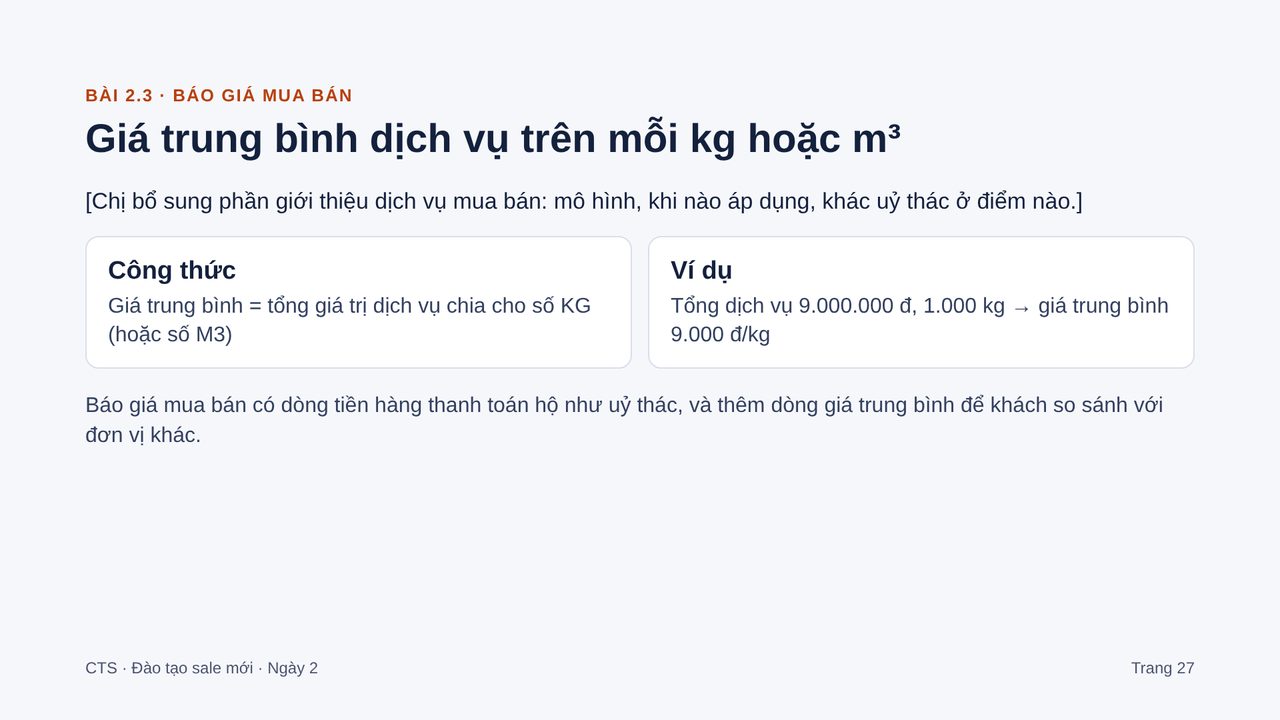 BÀI 2.3 · BÁO GIÁ MUA BÁN
Giá trung bình dịch vụ trên mỗi kg hoặc m³
[Chị bổ sung phần giới thiệu dịch vụ mua bán: mô hình, khi nào áp dụng, khác uỷ thác ở điểm nào.]
Công thức
Giá trung bình = tổng giá trị dịch vụ chia cho số KG
(hoặc số M3)
Ví dụ
Tổng dịch vụ 9.000.000 đ, 1.000 kg → giá trung bình
9.000 đ/kg
Báo giá mua bán có dòng tiền hàng thanh toán hộ như uỷ thác, và thêm dòng giá trung bình để khách so sánh với
đơn vị khác.
CTS · Đào tạo sale mới · Ngày 2
Trang 27